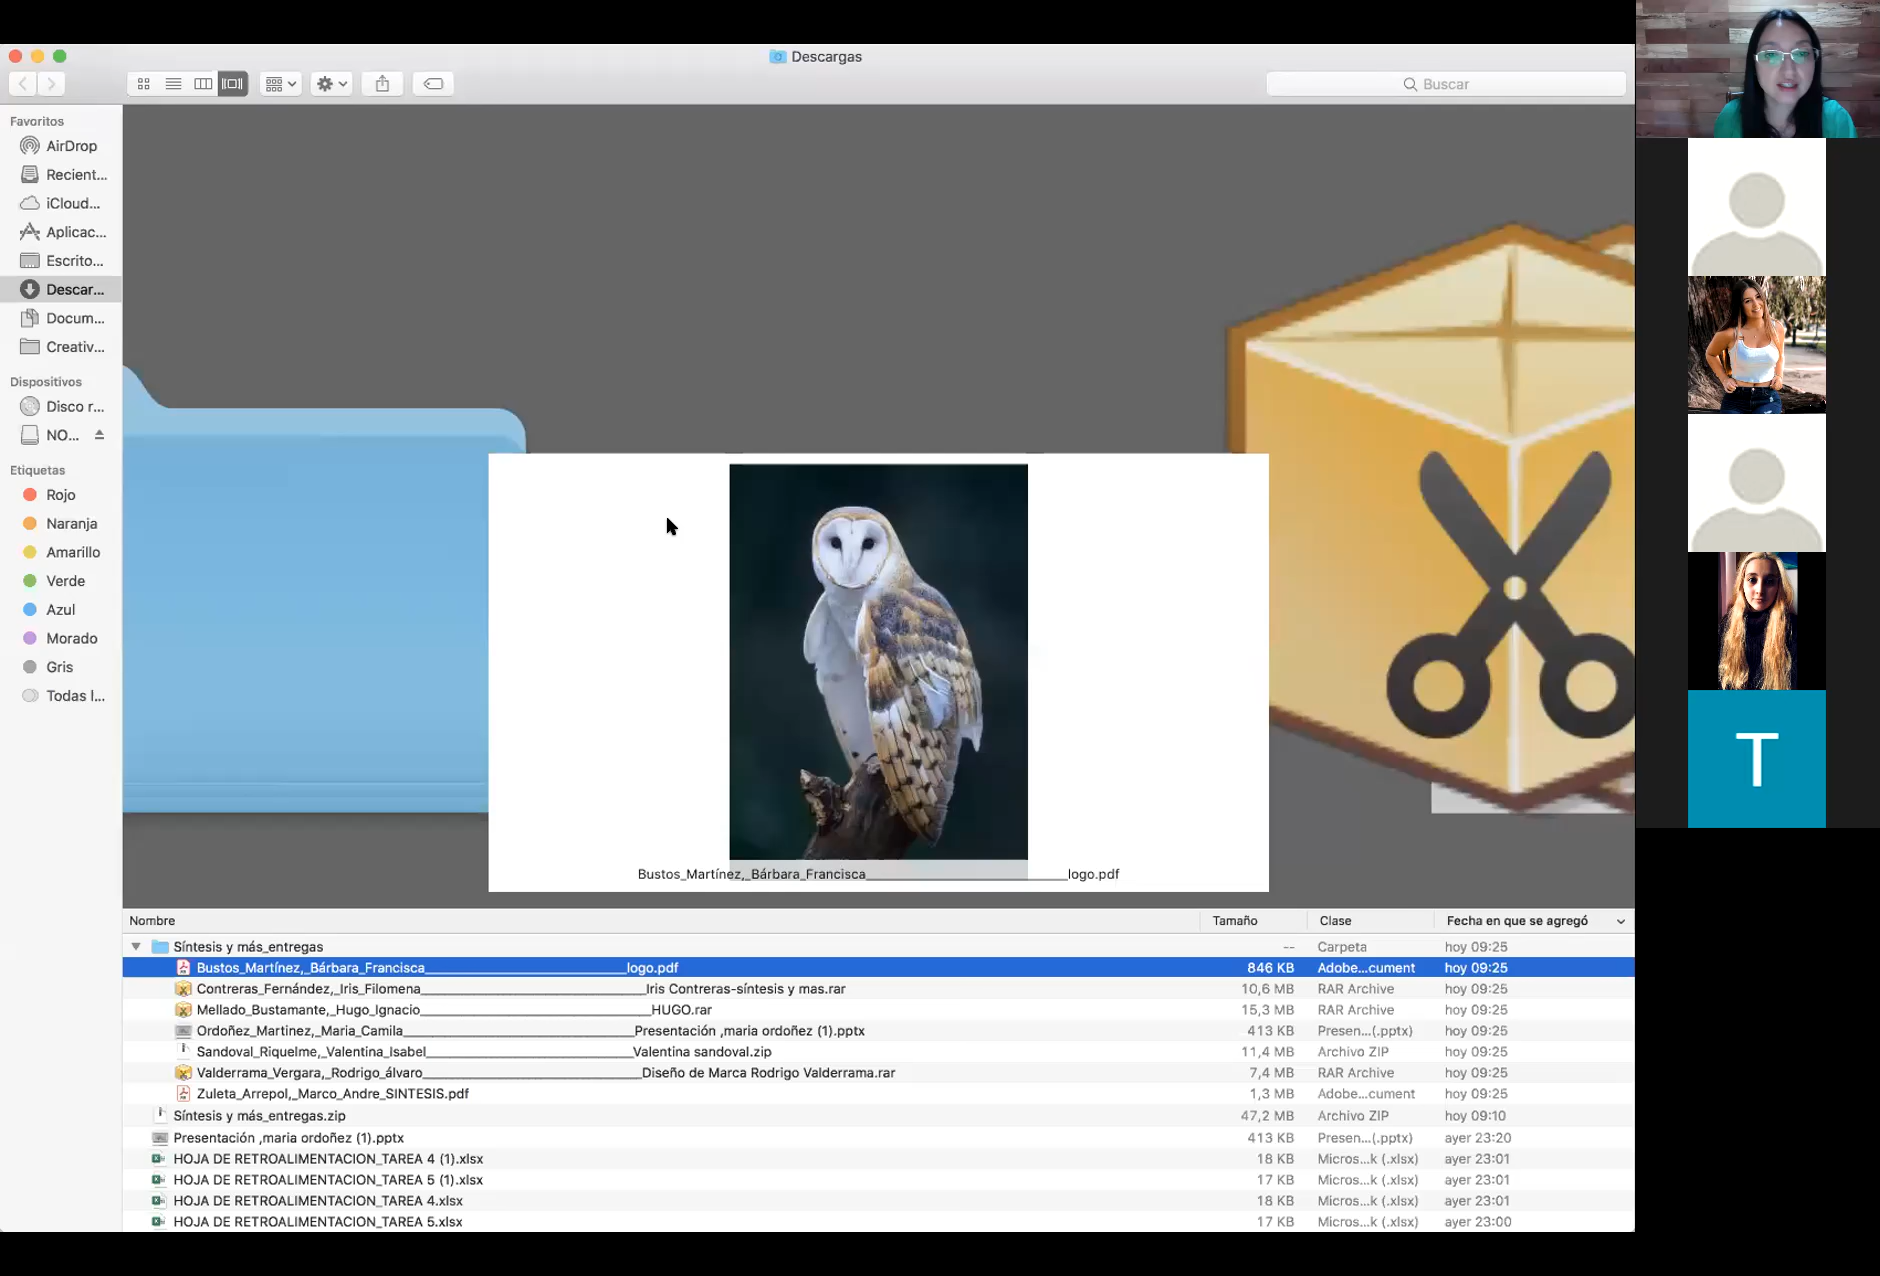 Descargas
Buscar
Favoritos
AirDrop
Recient...
iCloud...
Aplicac...
Escrito...
Descar...
Docum...
Creativ...
Dispositivos
Disco r...
NO...
Etiquetas
Rojo
Naranja
Amarillo
Verde
Azul
Morado
Gris
Todas l...
Bustos_Martínez,_Bárbara_Francisca________________________logo.pdf
Nombre Tamaño Clase Fecha en que se agregó
Síntesis y más_entregas -- Carpeta hoy 09:25
Bustos_Martínez,_Bárbara_Francisca________________________logo.pdf 846 KB Adobe...cument hoy 09:25
Contreras_Fernández,_Iris_Filomena___________________________Iris Contreras-síntesis y mas.rar 10,6 MB RAR Archive hoy 09:25
Mellado_Bustamante,_Hugo_Ignacio___________________________HUGO.rar 15,3 MB RAR Archive hoy 09:25
Ordoñez_Martinez,_Maria_Camila___________________________Presentación ,maria ordoñez (1).pptx 413 KB Presen...(.pptx) hoy 09:25
Sandoval_Riquelme,_Valentina_Isabel________________________Valentina sandoval.zip 11,4 MB Archivo ZIP hoy 09:25
Valderrama_Vergara,_Rodrigo_álvaro__________________________Diseño de Marca Rodrigo Valderrama.rar 7,4 MB RAR Archive hoy 09:25
Zuleta_Arrepol,_Marco_Andre_SINTESIS.pdf 1,3 MB Adobe...cument hoy 09:25
Síntesis y más_entregas.zip 47,2 MB Archivo ZIP hoy 09:10
Presentación ,maria ordoñez (1).pptx 413 KB Presen...(.pptx) ayer 23:20
HOJA DE RETROALIMENTACION_TAREA 4 (1).xlsx 18 KB Micros...k (.xlsx) ayer 23:01
HOJA DE RETROALIMENTACION_TAREA 5 (1).xlsx 17 KB Micros...k (.xlsx) ayer 23:01
HOJA DE RETROALIMENTACION_TAREA 4.xlsx 18 KB Micros...k (.xlsx) ayer 23:01
HOJA DE RETROALIMENTACION_TAREA 5.xlsx 17 KB Micros...k (.xlsx) ayer 23:00
T